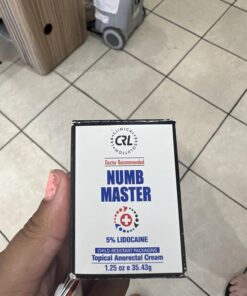 CRL
Doctor Recommended
NUMB
MASTER
5% LIDOCAINE
CHILD RESISTANT PACKAGING
Topical Anorectal Cream
1.25 oz e 35.43g